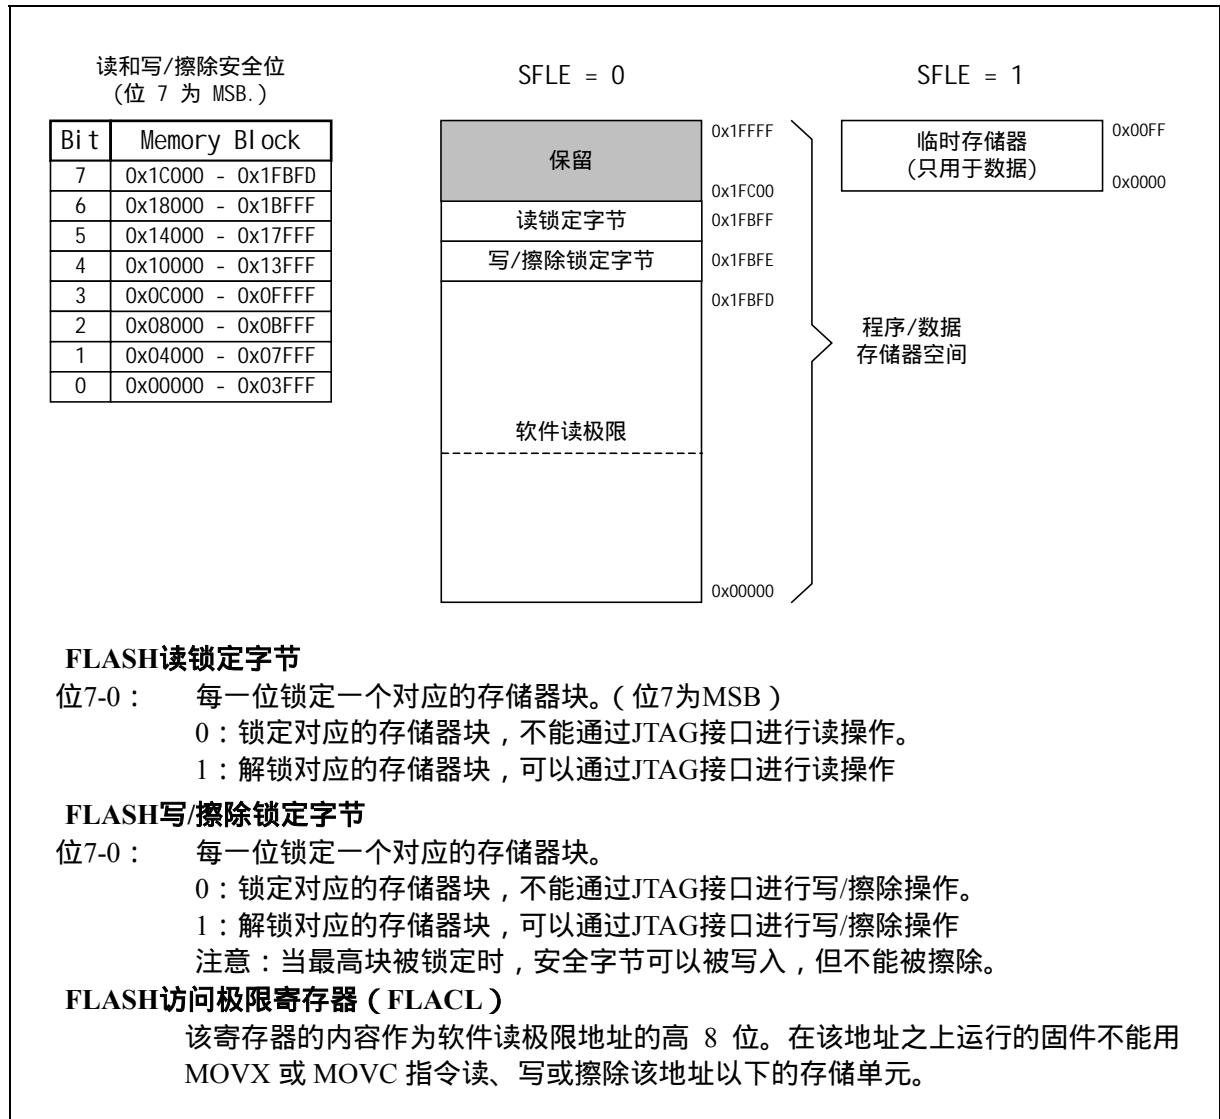 读和写/擦除安全位
(位 7 为 MSB.)
Bit Memory Block
7 0x1C000 - 0x1FBFD
6 0x18000 - 0x1BFFF
5 0x14000 - 0x17FFF
4 0x10000 - 0x13FFF
3 0x0C000 - 0x0FFFF
2 0x08000 - 0x0BFFF
1 0x04000 - 0x07FFF
0 0x00000 - 0x03FFF
SFLE = 0
保留
0x1FFFF
0x1FC00
读锁定字节
0x1FBFF
写/擦除锁定字节
0x1FBFE
0x1FBFD
软件读极限
0x00000
程序/数据
存储器空间
SFLE = 1
临时存储器
(只用于数据)
0x00FF
0x0000
FLASH读锁定字节
位7-0： 每一位锁定一个对应的存储器块。（位7为MSB）
0：锁定对应的存储器块，不能通过JTAG接口进行读操作。
1：解锁对应的存储器块，可以通过JTAG接口进行读操作
FLASH写/擦除锁定字节
位7-0： 每一位锁定一个对应的存储器块。
0：锁定对应的存储器块，不能通过JTAG接口进行写/擦除操作。
1：解锁对应的存储器块，可以通过JTAG接口进行写/擦除操作
注意：当最高块被锁定时，安全字节可以被写入，但不能被擦除。
FLASH访问极限寄存器（FLACL）
该寄存器的内容作为软件读极限地址的高 8 位。在该地址之上运行的固件不能用
MOVX 或 MOVC 指令读、写或擦除该地址以下的存储单元。